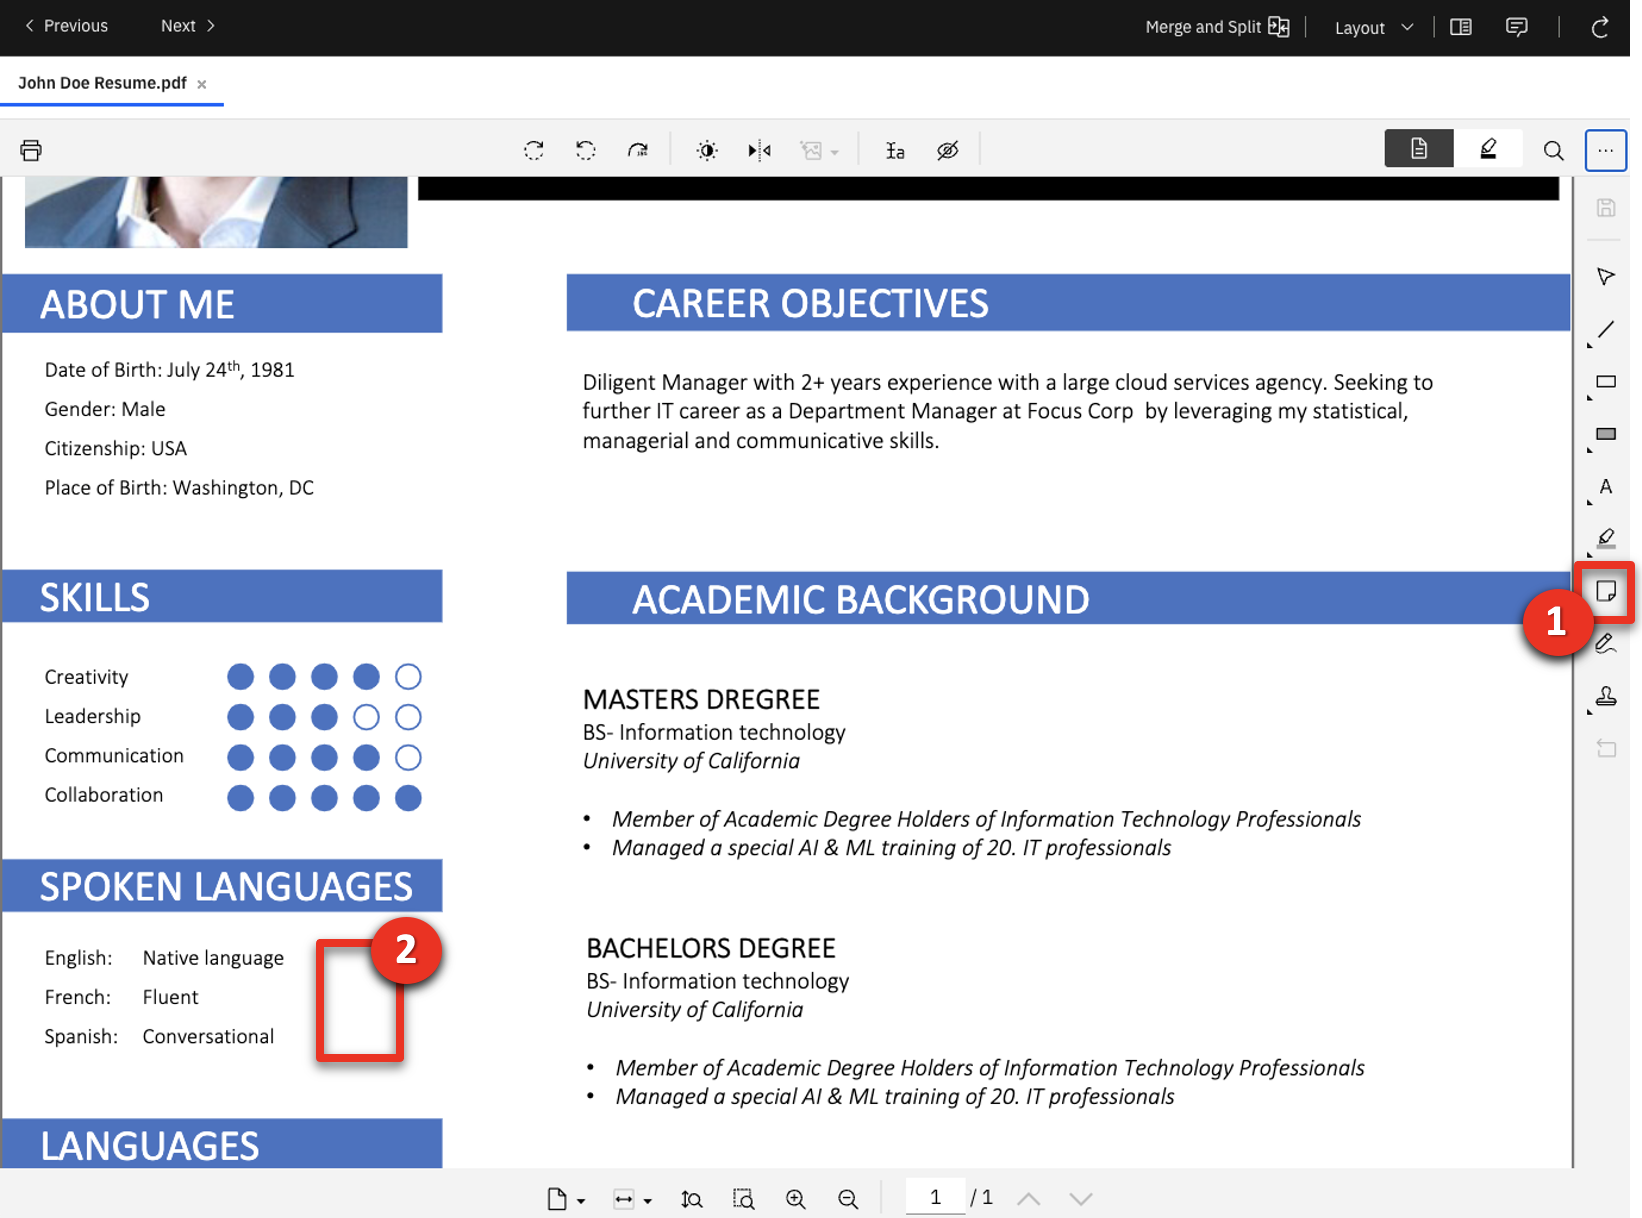 Previous Next Merge and Split Layout
John Doe Resume.pdf ×
ABOUT ME
Date of Birth: July 24th, 1981
Gender: Male
Citizenship: USA
Place of Birth: Washington, DC
SKILLS
Creativity
Leadership
Communication
Collaboration
SPOKEN LANGUAGES
English: Native language
French: Fluent
Spanish: Conversational
2
LANGUAGES
CAREER OBJECTIVES
Diligent Manager with 2+ years experience with a large cloud services agency. Seeking to
further IT career as a Department Manager at Focus Corp by leveraging my statistical,
managerial and communicative skills.
ACADEMIC BACKGROUND
MASTERS DREGREE
BS- Information technology
University of California
• Member of Academic Degree Holders of Information Technology Professionals
• Managed a special AI & ML training of 20. IT professionals
BACHELORS DEGREE
BS- Information technology
University of California
• Member of Academic Degree Holders of Information Technology Professionals
• Managed a special AI & ML training of 20. IT professionals
A
1
1 / 1